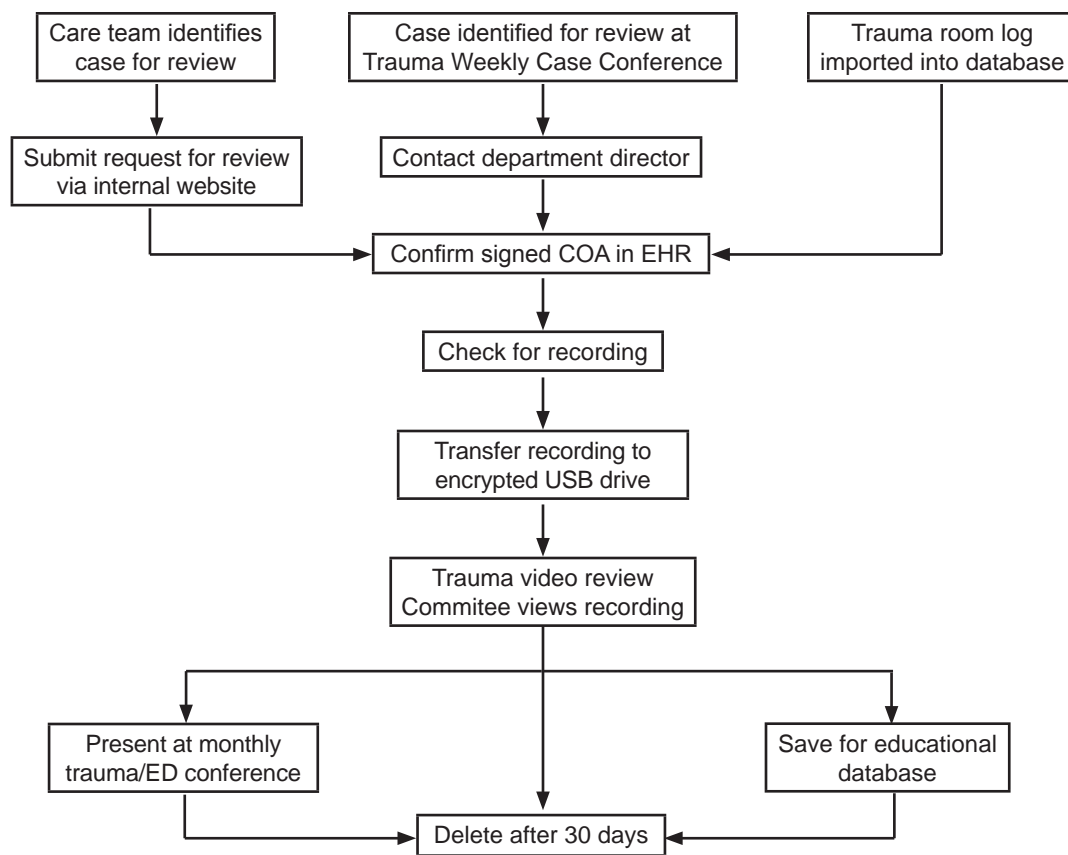 Care team identifies
case for review
Case identified for review at
Trauma Weekly Case Conference
Trauma room log
imported into database
Submit request for review
via internal website
Contact department director
Confirm signed COA in EHR
Check for recording
Transfer recording to
encrypted USB drive
Trauma video review
Commitee views recording
Present at monthly
trauma/ED conference
Save for educational
database
Delete after 30 days